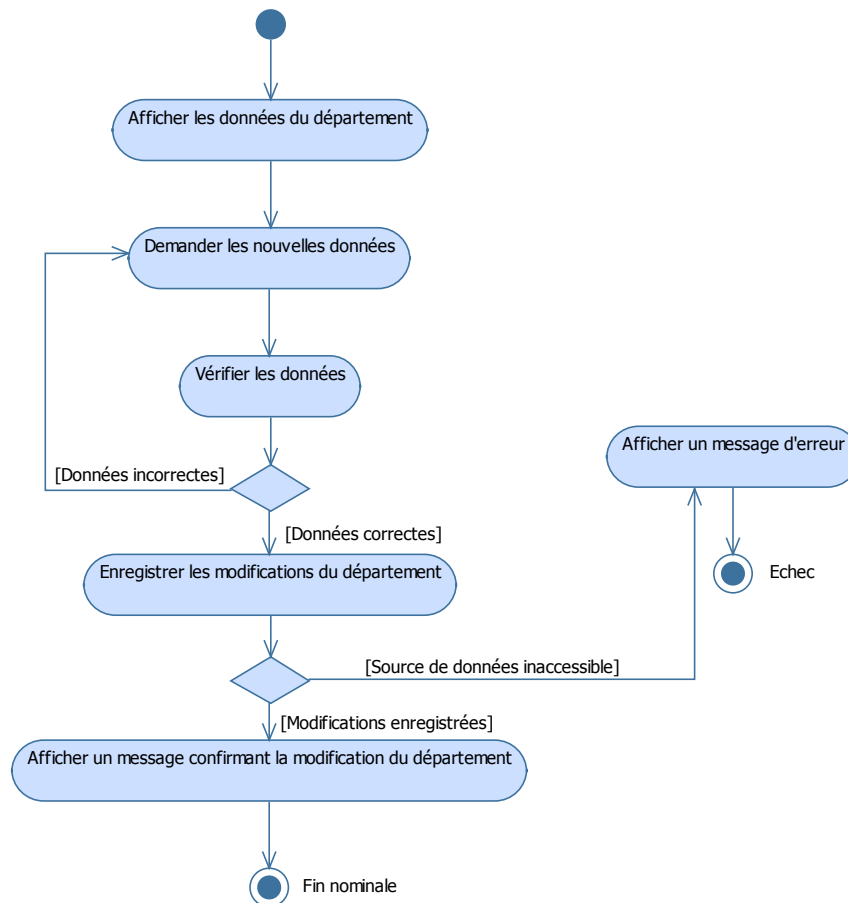 Afficher les données du département
Demander les nouvelles données
Vérifier les données
Afficher un message d'erreur
[Données incorrectes]
[Données correctes]
Enregistrer les modifications du département
Echec
[Source de données inaccessible]
[Modifications enregistrées]
Afficher un message confirmant la modification du département
Fin nominale